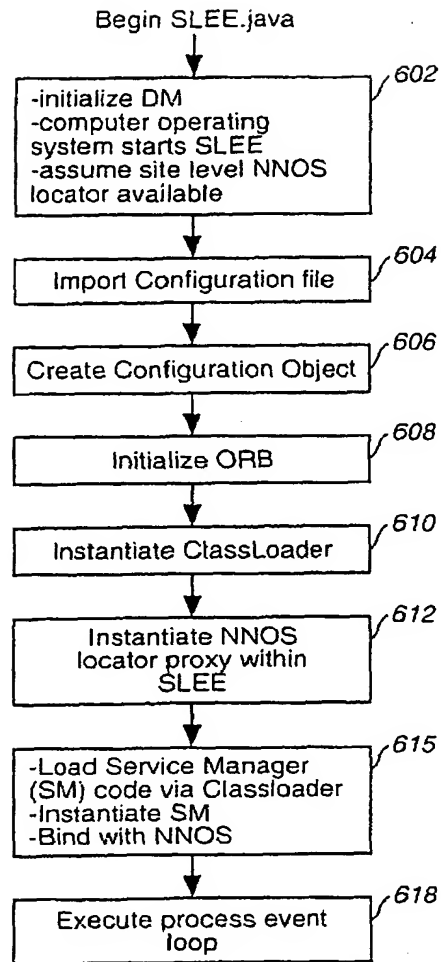 Begin SLEE.java
602
-initialize DM
-computer operating
system starts SLEE
-assume site level NNOS
locator available
604
Import Configuration file
606
Create Configuration Object
608
Initialize ORB
610
Instantiate ClassLoader
612
Instantiate NNOS
locator proxy within
SLEE
615
-Load Service Manager
(SM) code via Classloader
-Instantiate SM
-Bind with NNOS
618
Execute process event
loop